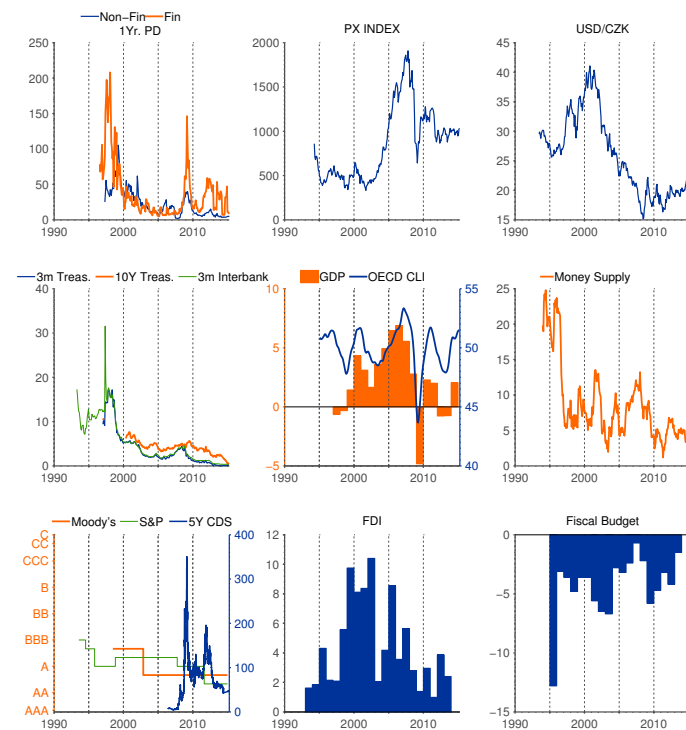 Non-Fin Fin
1Yr. PD PX INDEX USD/CZK
250 2000 45
40
200
1500 35
150
1000 30
100
25
500
50 20
0 0 15
1990 2000 2010 1990 2000 2010 1990 2000 2010
3m Treas. 10Y Treas. 3m Interbank GDP OECD CLI Money Supply
40 10 55 25
20
30
5 50
15
20
10
0 45
10
5
0 −5 40 0
1990 2000 2010 1990 2000 2010 1990 2000 2010
Moody's S&P 5Y CDS FDI Fiscal Budget
C 400 12 0
CC
CCC 10
300
B 8 −5
BB 200 6
BBB
4 −10
A 100
2
AA
AAA 0 0 −15
1990 2000 2010 1990 2000 2010 1990 2000 2010